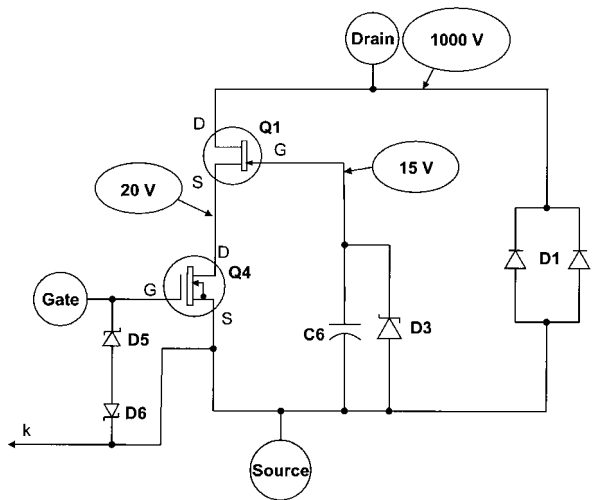 Drain
1000 V
D
Q1
G
S
15 V
20 V
D
Q4
G
S
Gate
D1
D5
C6
D3
D6
k
Source